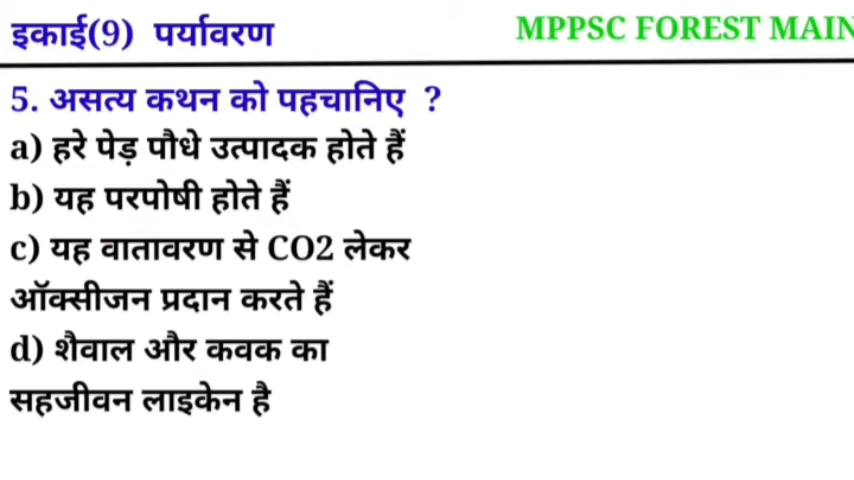 इकाई(9) पर्यावरण
MPPSC FOREST MAIN
5. असत्य कथन को पहचानिए ?
a) हरे पेड़ पौधे उत्पादक होते हैं
b) यह परपोषी होते हैं
c) यह वातावरण से CO2 लेकर
ऑक्सीजन प्रदान करते हैं
d) शैवाल और कवक का
सहजीवन लाइकेन है